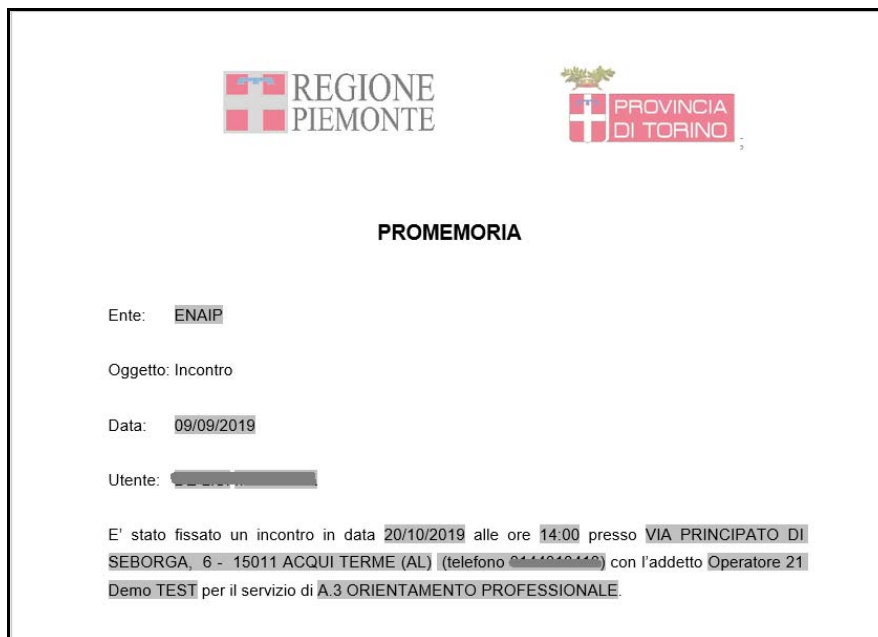 REGIONE
PIEMONTE
PROVINCIA
DI TORINO
PROMEMORIA
Ente: ENAIP
Oggetto: Incontro
Data: 09/09/2019
Utente:
E' stato fissato un incontro in data 20/10/2019 alle ore 14:00 presso VIA PRINCIPATO DI
SEBORGA, 6 - 15011 ACQUI TERME (AL) (telefono ) con l'addetto Operatore 21
Demo TEST per il servizio di A.3 ORIENTAMENTO PROFESSIONALE.